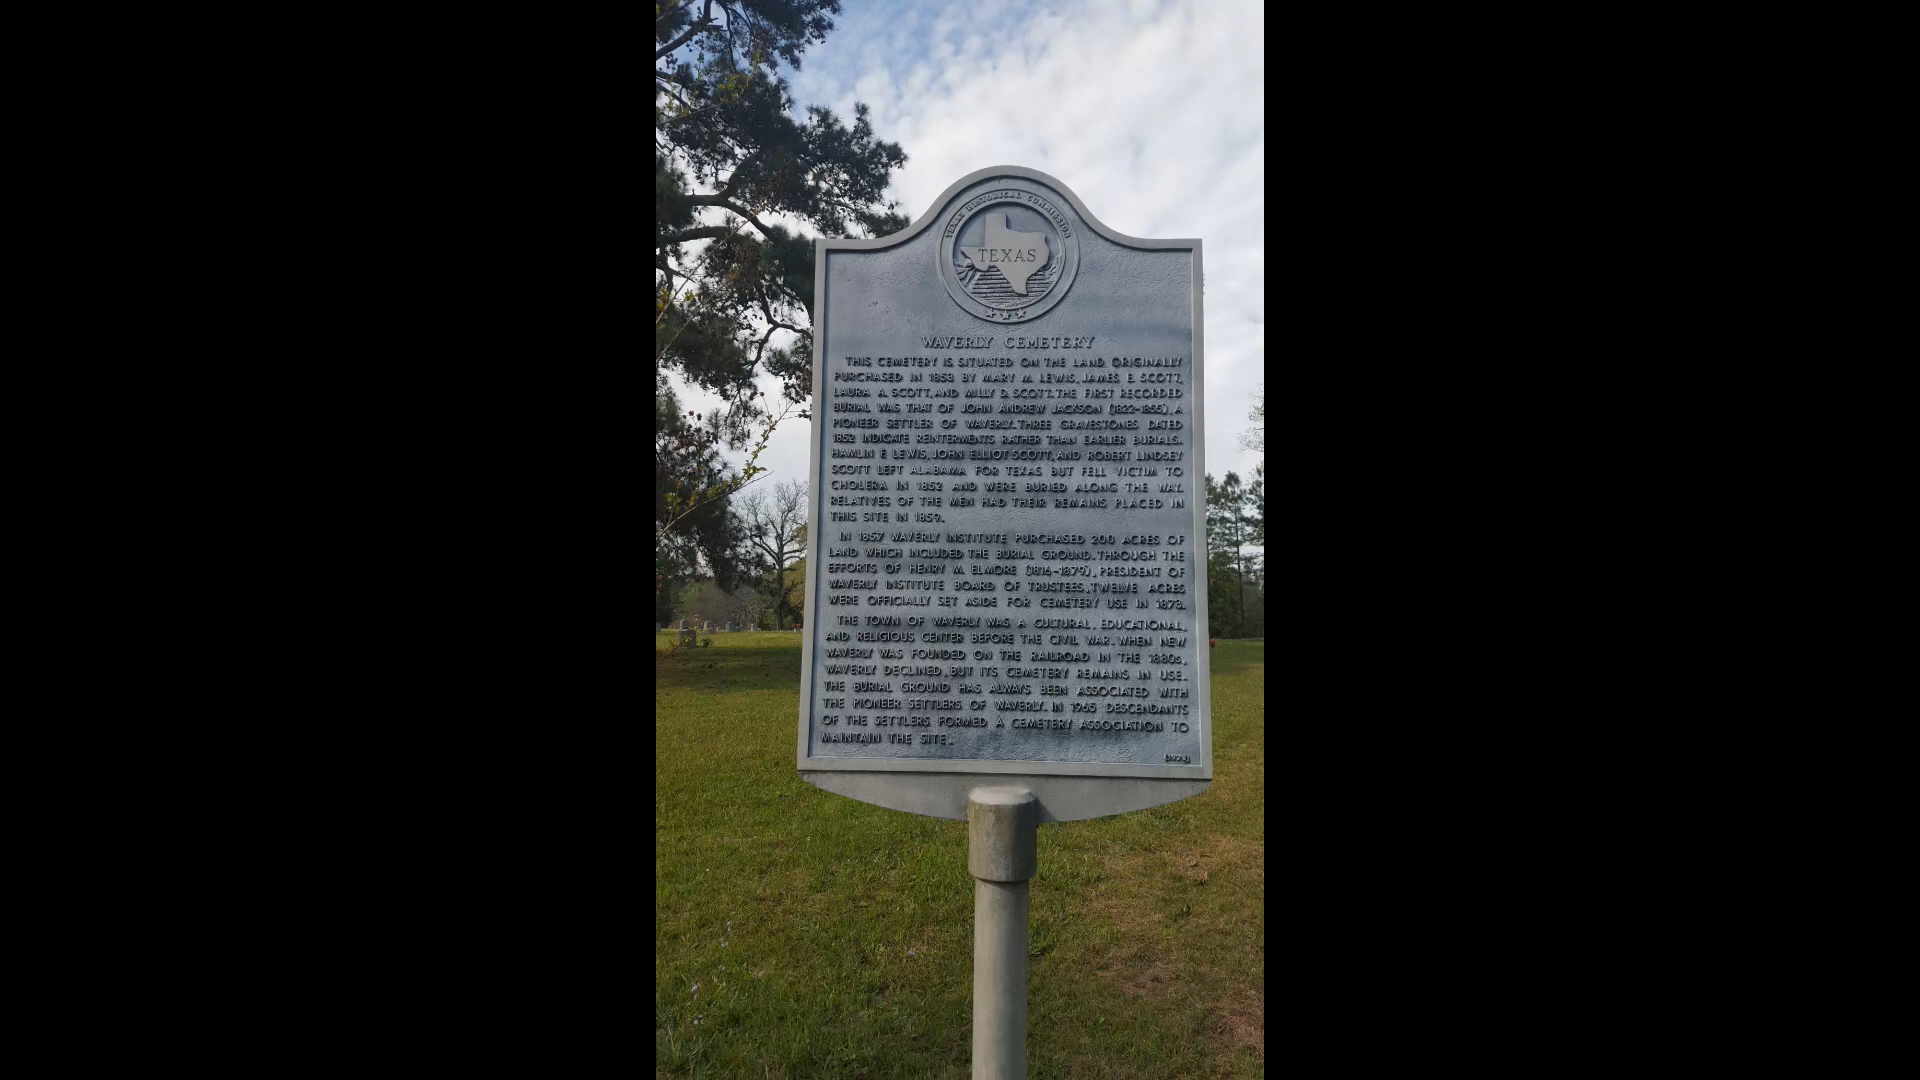 TEXAS HISTORICAL COMMISSION
TEXAS
WAVERLY CEMETERY
THIS CEMETERY IS SITUATED ON THE LAND ORIGINALLY
PURCHASED IN 1853 BY MARY M. LEWIS, JAMES E. SCOTT,
LAURA A. SCOTT, AND MILLY D. SCOTT. THE FIRST RECORDED
BURIAL WAS THAT OF JOHN ANDREW JACKSON (1822-1855), A
PIONEER SETTLER OF WAVERLY. THREE GRAVESTONES DATED
1852 INDICATE REINTERMENTS RATHER THAN EARLIER BURIALS.
HAMLIN F. LEWIS, JOHN ELLIOT SCOTT, AND ROBERT LINDSEY
SCOTT LEFT ALABAMA FOR TEXAS BUT FELL VICTIM TO
CHOLERA IN 1852 AND WERE BURIED ALONG THE WAY.
RELATIVES OF THE MEN HAD THEIR REMAINS PLACED IN
THIS SITE IN 1859.
IN 1857 WAVERLY INSTITUTE PURCHASED 200 ACRES OF
LAND WHICH INCLUDED THE BURIAL GROUND. THROUGH THE
EFFORTS OF HENRY M. ELMORE (1816-1879), PRESIDENT OF
WAVERLY INSTITUTE BOARD OF TRUSTEES, TWELVE ACRES
WERE OFFICIALLY SET ASIDE FOR CEMETERY USE IN 1873.
THE TOWN OF WAVERLY WAS A CULTURAL, EDUCATIONAL,
AND RELIGIOUS CENTER BEFORE THE CIVIL WAR. WHEN NEW
WAVERLY WAS FOUNDED ON THE RAILROAD IN THE 1880s,
WAVERLY DECLINED, BUT ITS CEMETERY REMAINS IN USE.
THE BURIAL GROUND HAS ALWAYS BEEN ASSOCIATED WITH
THE PIONEER SETTLERS OF WAVERLY. IN 1965 DESCENDANTS
OF THE SETTLERS FORMED A CEMETERY ASSOCIATION TO
MAINTAIN THE SITE.